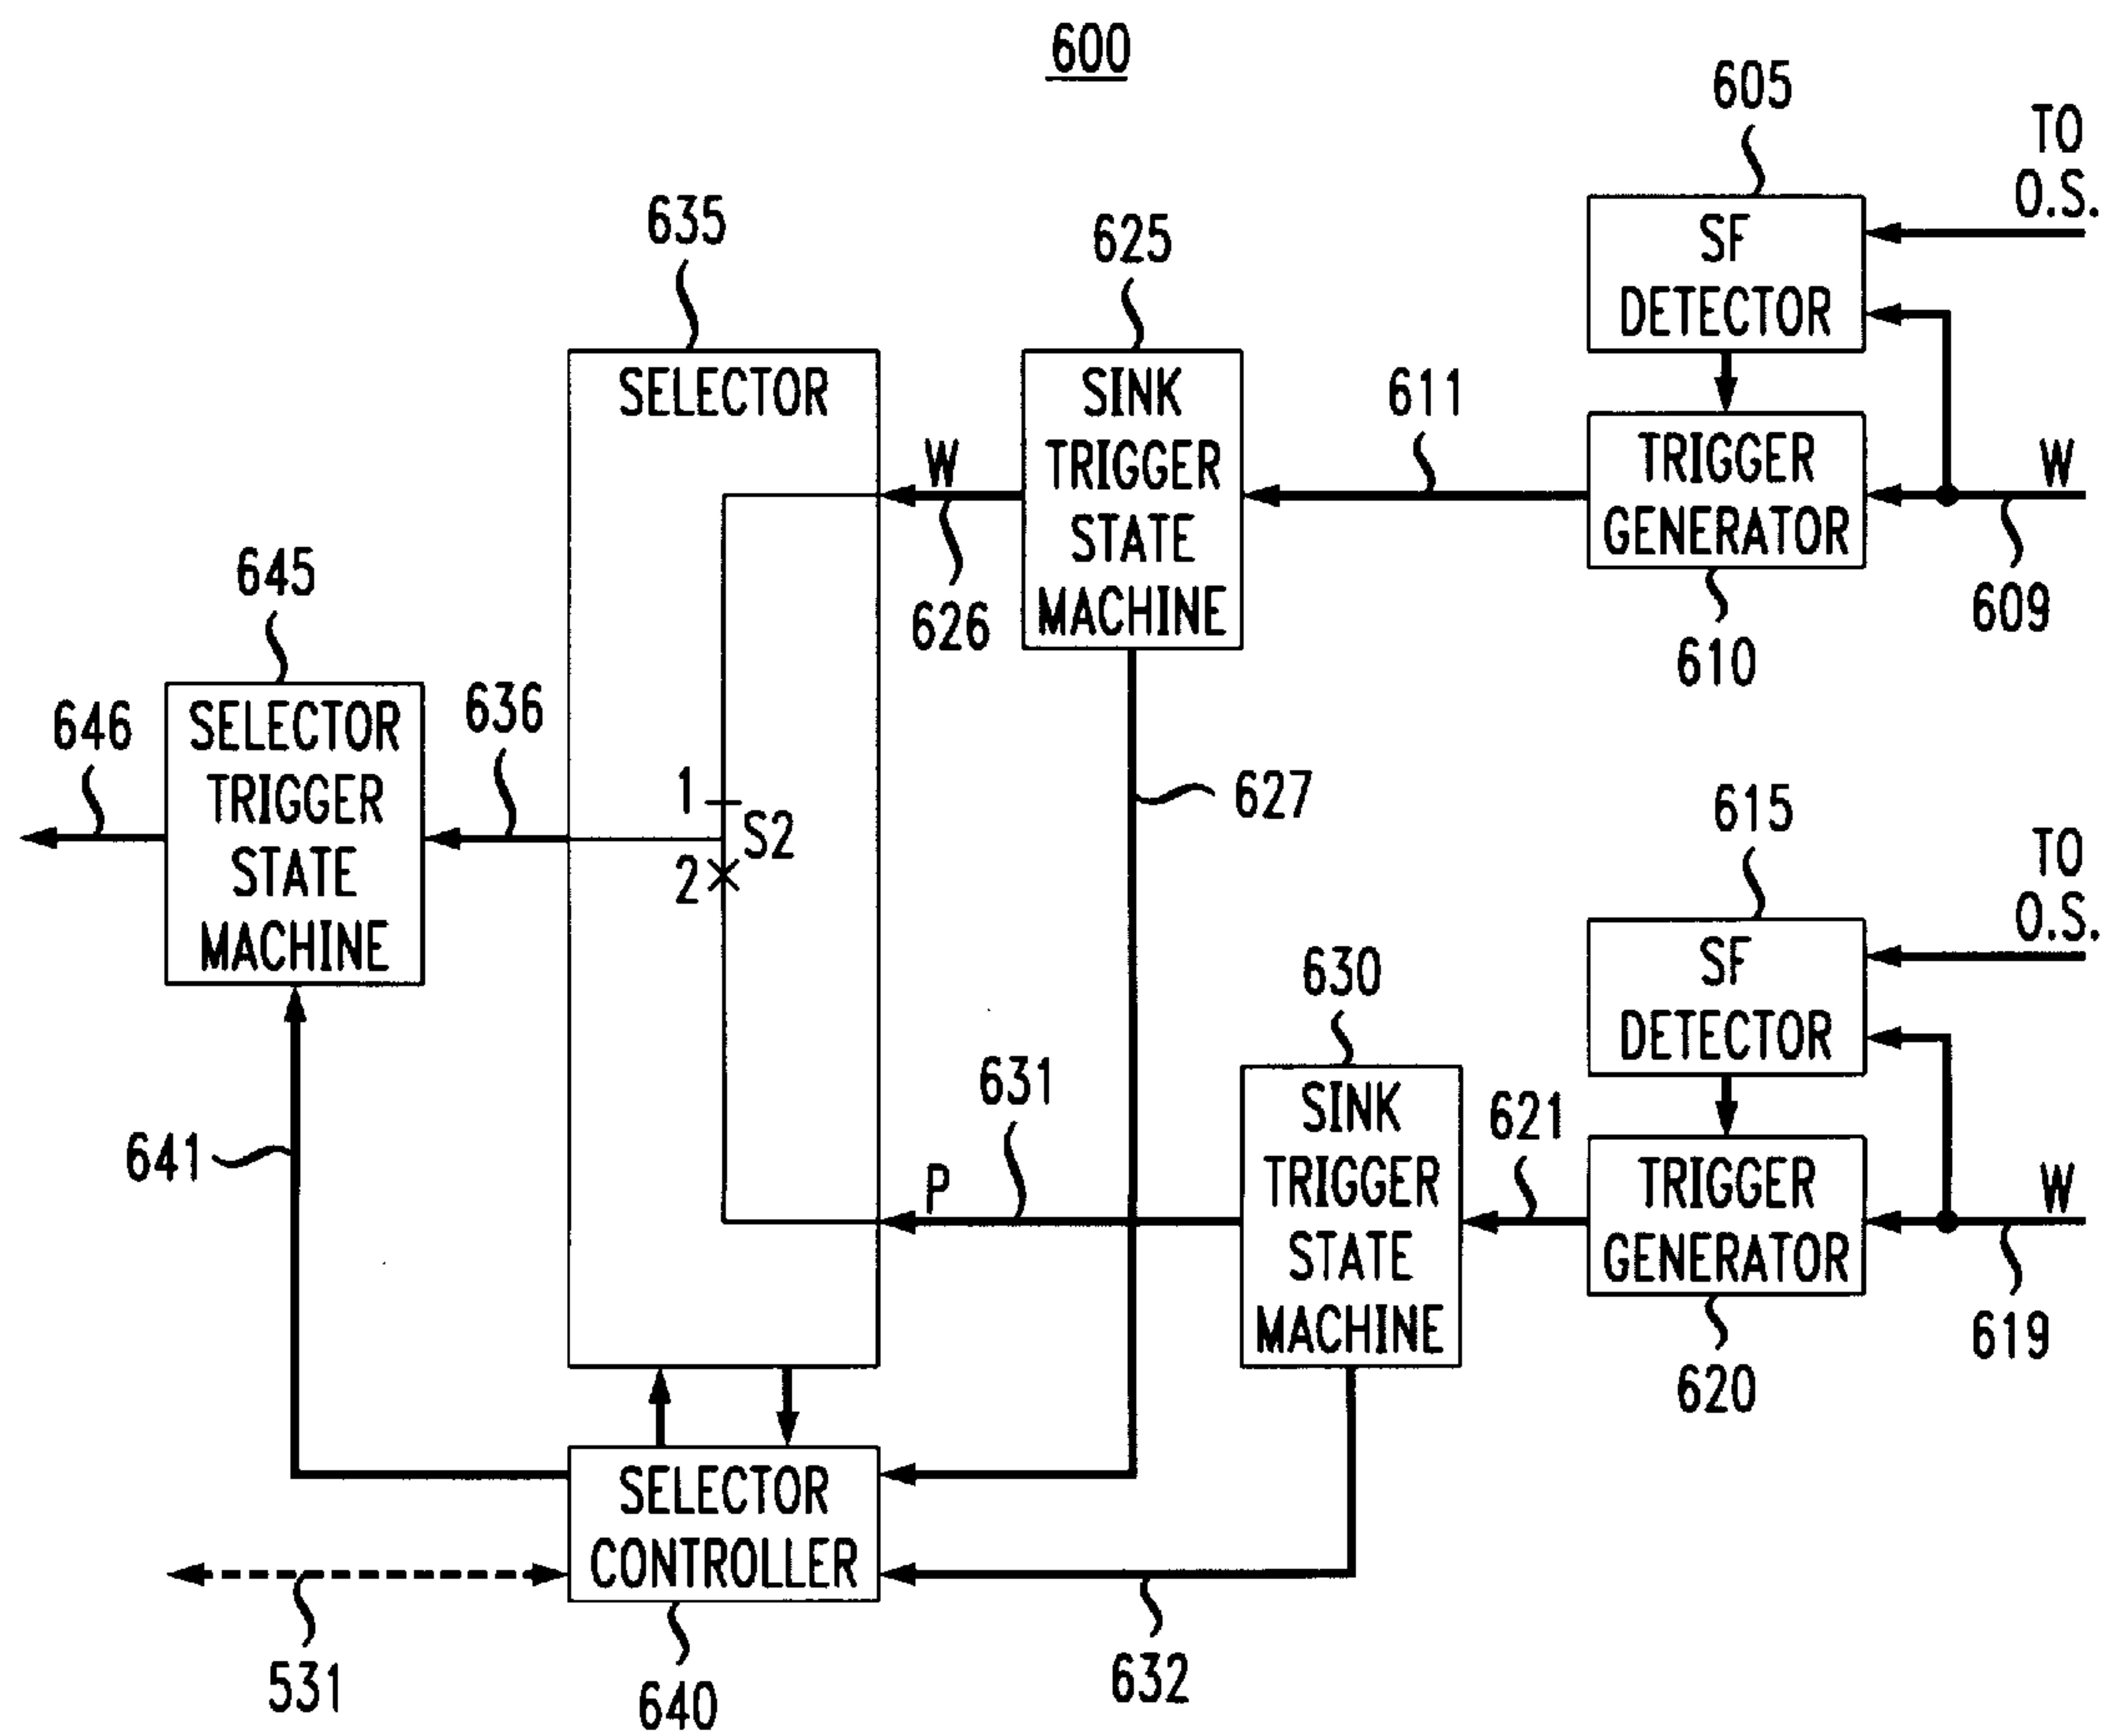 600
605
TO
O.S.
SF
DETECTOR
635
625
SELECTOR
SINK
TRIGGER
STATE
MACHINE
611
TRIGGER
GENERATOR
W
609
610
W
626
627
645
SELECTOR
TRIGGER
STATE
MACHINE
646
636
1
S2
2
615
TO
O.S.
SF
DETECTOR
630
SINK
TRIGGER
STATE
MACHINE
631
P
621
TRIGGER
GENERATOR
W
619
620
641
SELECTOR
CONTROLLER
531
640
632